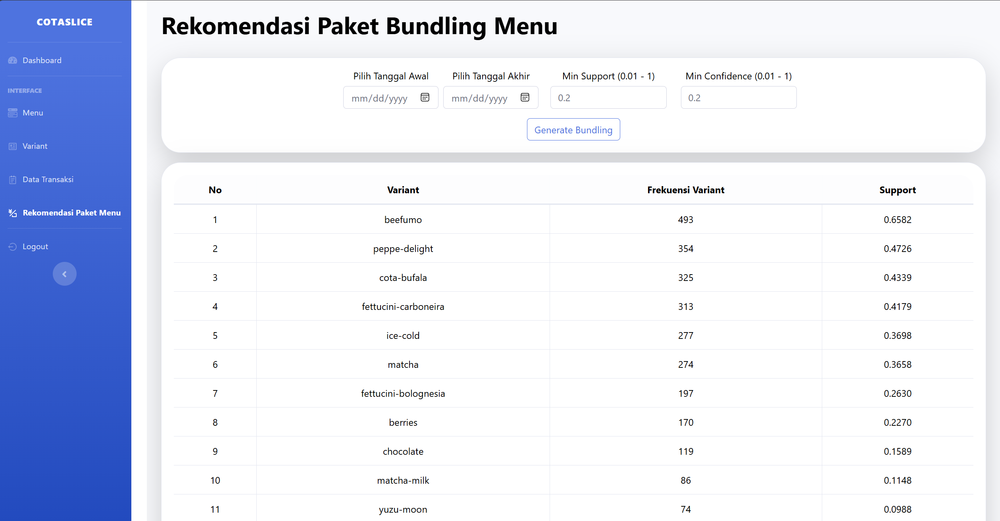 COTASLICE
Dashboard
INTERFACE
Menu
Variant
Data Transaksi
Rekomendasi Paket Menu
Logout
Rekomendasi Paket Bundling Menu
Pilih Tanggal Awal Pilih Tanggal Akhir Min Support (0.01 - 1) Min Confidence (0.01 - 1)
mm/dd/yyyy mm/dd/yyyy 0.2 0.2
Generate Bundling
No Variant Frekuensi Variant Support
1 beefumo 493 0.6582
2 peppe-delight 354 0.4726
3 cota-bufala 325 0.4339
4 fettucini-carboneira 313 0.4179
5 ice-cold 277 0.3698
6 matcha 274 0.3658
7 fettucini-bolognesia 197 0.2630
8 berries 170 0.2270
9 chocolate 119 0.1589
10 matcha-milk 86 0.1148
11 yuzu-moon 74 0.0988